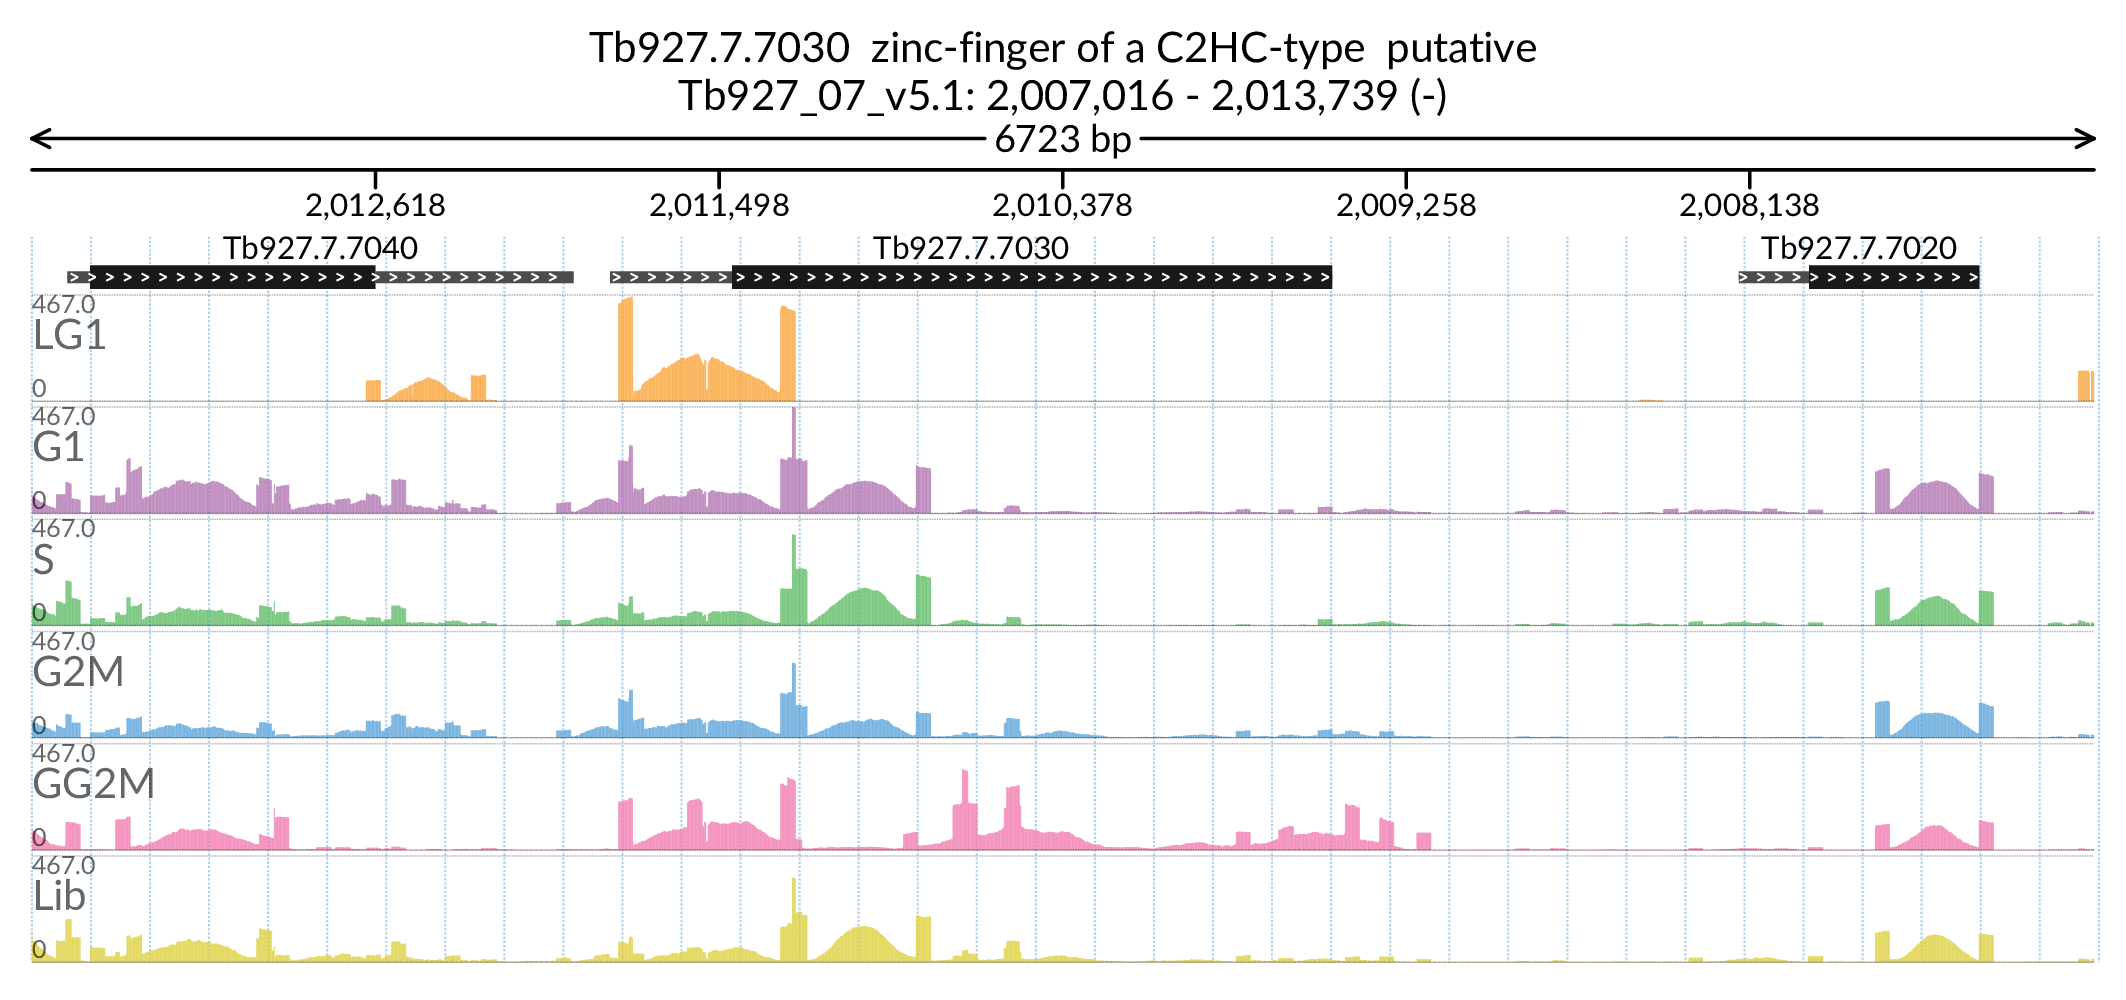 Tb927.7.7030 zinc-finger of a C2HC-type putative
Tb927_07_v5.1: 2,007,016 - 2,013,739 (-)
6723 bp
2,012,618 2,011,498 2,010,378 2,009,258 2,008,138
Tb927.7.7040 Tb927.7.7030 Tb927.7.7020
467.0
LG1
0
467.0
G1
0
467.0
S
0
467.0
G2M
0
467.0
GG2M
0
467.0
Lib
0